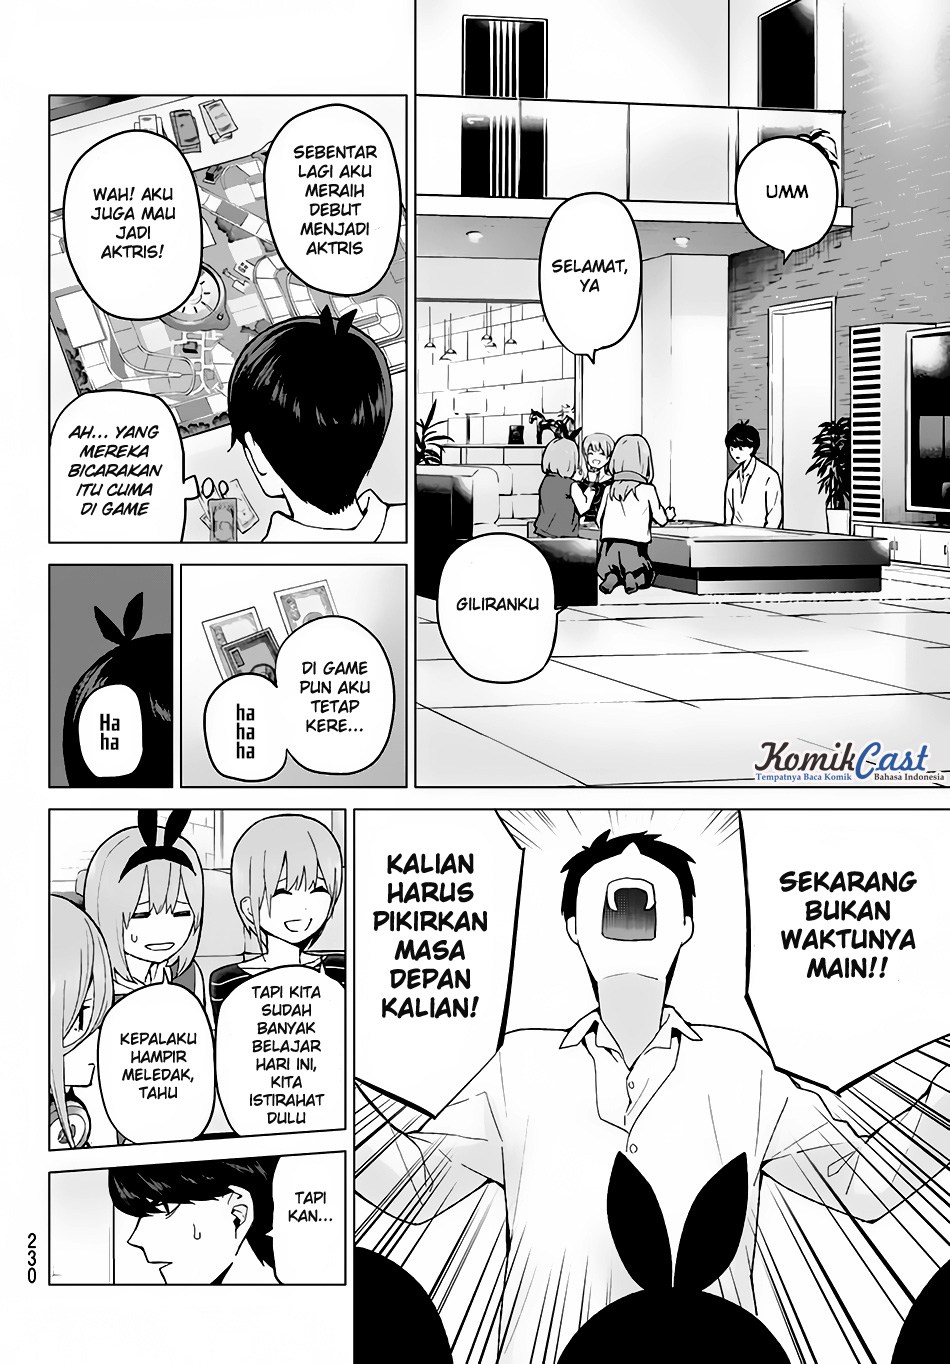 UMM
SELAMAT,
YA
GILIRANKU
SEBENTAR
LAGI AKU
MERAIH
DEBUT
MENJADI
AKTRIS
WAH! AKU
JUGA MAU
JADI
AKTRIS!
AH... YANG
MEREKA
BICARAKAN
ITU CUMA
DI GAME
DI GAME
PUN AKU
TETAP
KERE...
ha
ha
ha
Ha
ha
KomikCast
Tempatnya Baca Komik Bahasa Indonesia
SEKARANG
BUKAN
WAKTUNYA
MAIN!!
KALIAN
HARUS
PIKIRKAN
MASA
DEPAN
KALIAN!
TAPI KITA
SUDAH
BANYAK
BELAJAR
HARI INI,
KITA
ISTIRAHAT
DULU
KEPALAKU
HAMPIR
MELEDAK,
TAHU
TAPI
KAN...
230